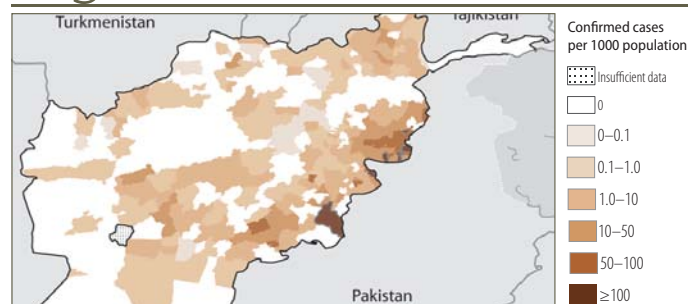 Turkmenistan
Tajikistan
Pakistan
Confirmed cases
per 1000 population
Insufficient data
0
0–0.1
0.1–1.0
1.0–10
10–50
50–100
≥100